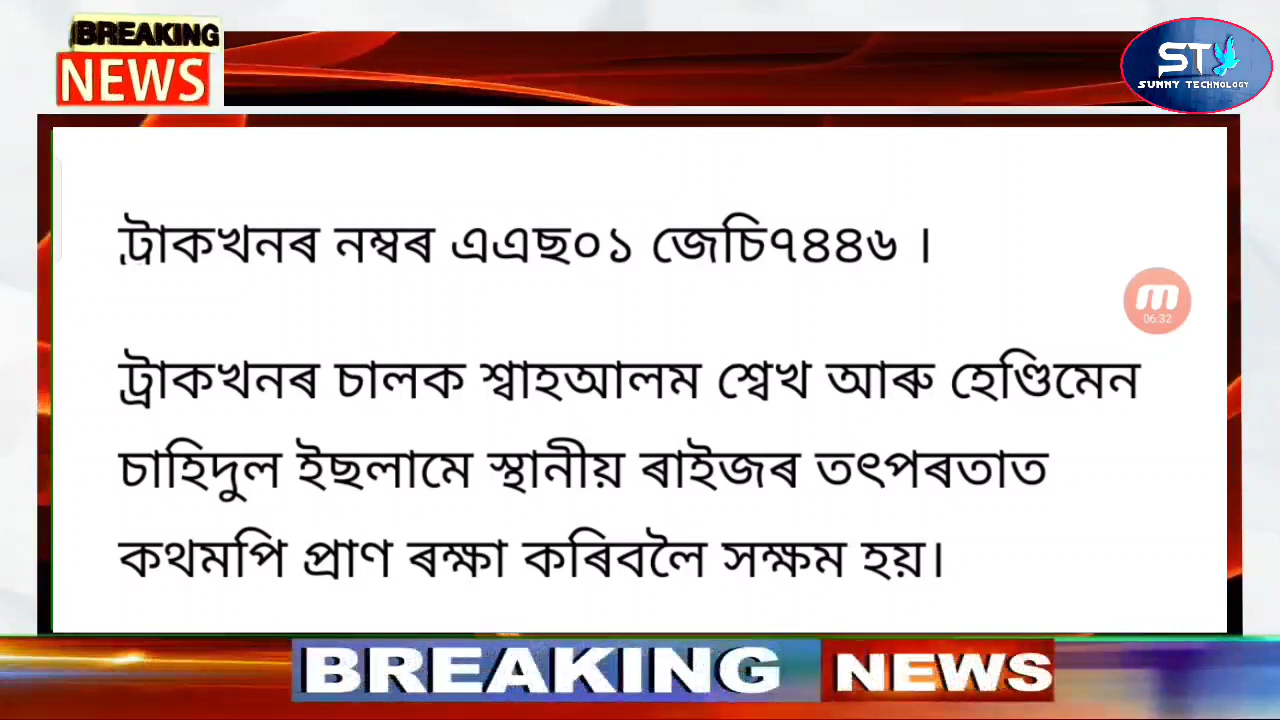 BREAKING
NEWS
ST
SUNNY TECHNOLOGY
ট্ৰাকখনৰ নম্বৰ এএছ০১ জেচি৭৪৪৬ ।
06:32
ট্ৰাকখনৰ চালক শ্বাহআলম শ্বেখ আৰু হেণ্ডিমেন
চাহিদুল ইছলামে স্থানীয় ৰাইজৰ তৎপৰতাত
কথমপি প্ৰাণ ৰক্ষা কৰিবলৈ সক্ষম হয়।
BREAKING NEWS